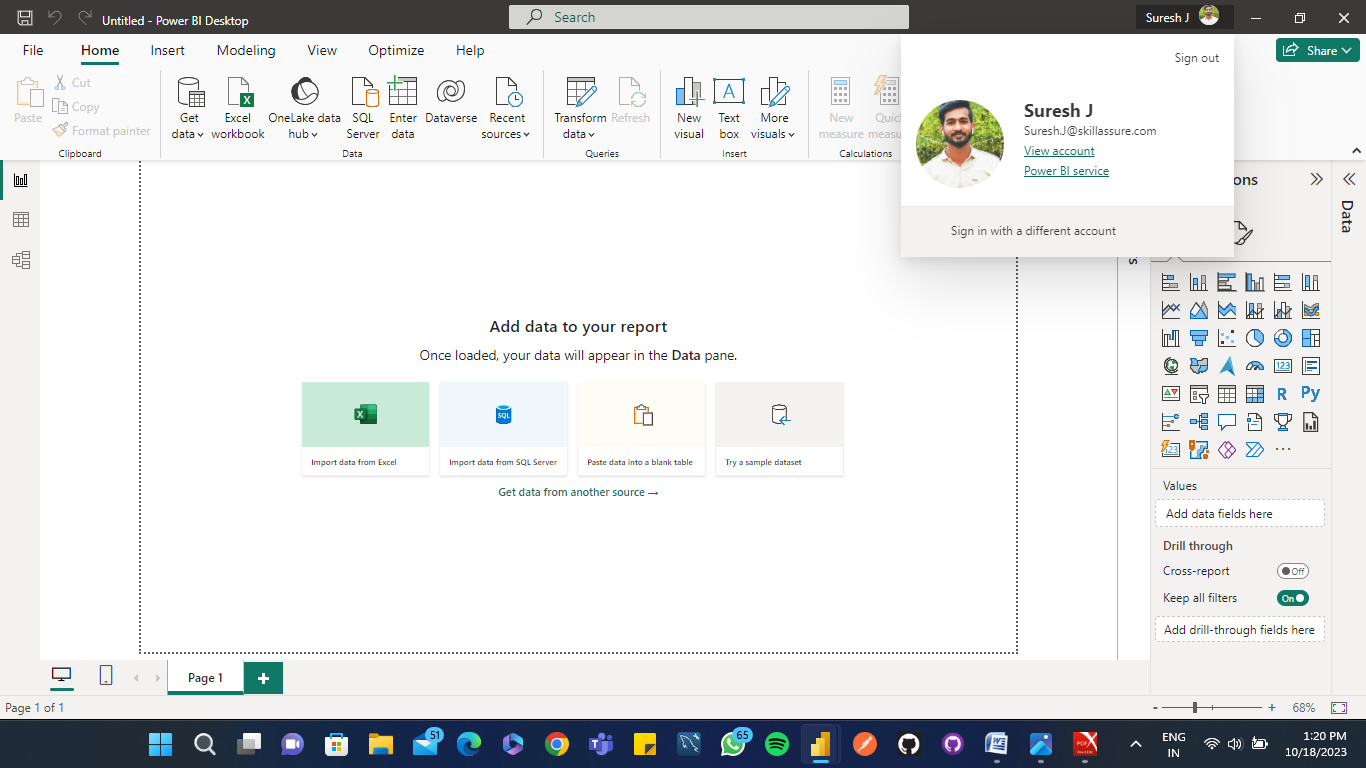 Untitled - Power BI Desktop
Search
Suresh J
File Home Insert Modeling View Optimize Help
Share
Paste
Cut
Copy
Format painter
Clipboard
Get data
Excel workbook
OneLake data hub
SQL Server
Enter data
Dataverse
Recent sources
Data
Transform data
Refresh
Queries
New visual
Text box
More visuals
Insert
New measure
Quick measure
Calculations
Sign out
Suresh J
Suresh.J@skillassure.com
View account
Power BI service
Sign in with a different account
ons
Data
Add data to your report
Once loaded, your data will appear in the Data pane.
Import data from Excel
Import data from SQL Server
Paste data into a blank table
Try a sample dataset
Get data from another source →
123
R
Py
123
Values
Add data fields here
Drill through
Cross-report
Off
Keep all filters
On
Add drill-through fields here
Page 1
Page 1 of 1
- + 68%
51
65
ENG
IN
1:20 PM
10/18/2023